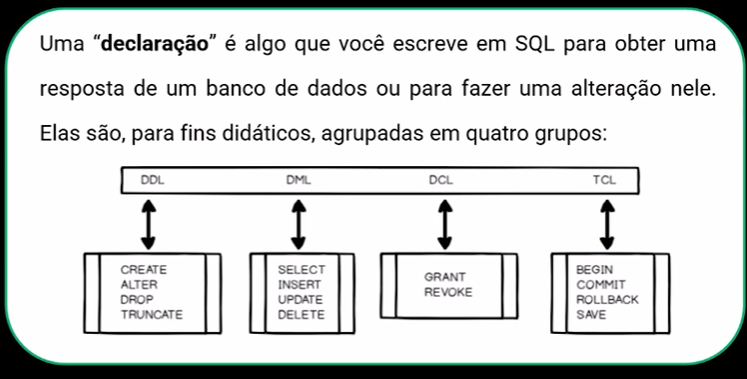 Uma “declaração” é algo que você escreve em SQL para obter uma
resposta de um banco de dados ou para fazer uma alteração nele.
Elas são, para fins didáticos, agrupadas em quatro grupos:
DDL DML DCL TCL
CREATE
ALTER
DROP
TRUNCATE
SELECT
INSERT
UPDATE
DELETE
GRANT
REVOKE
BEGIN
COMMIT
ROLLBACK
SAVE